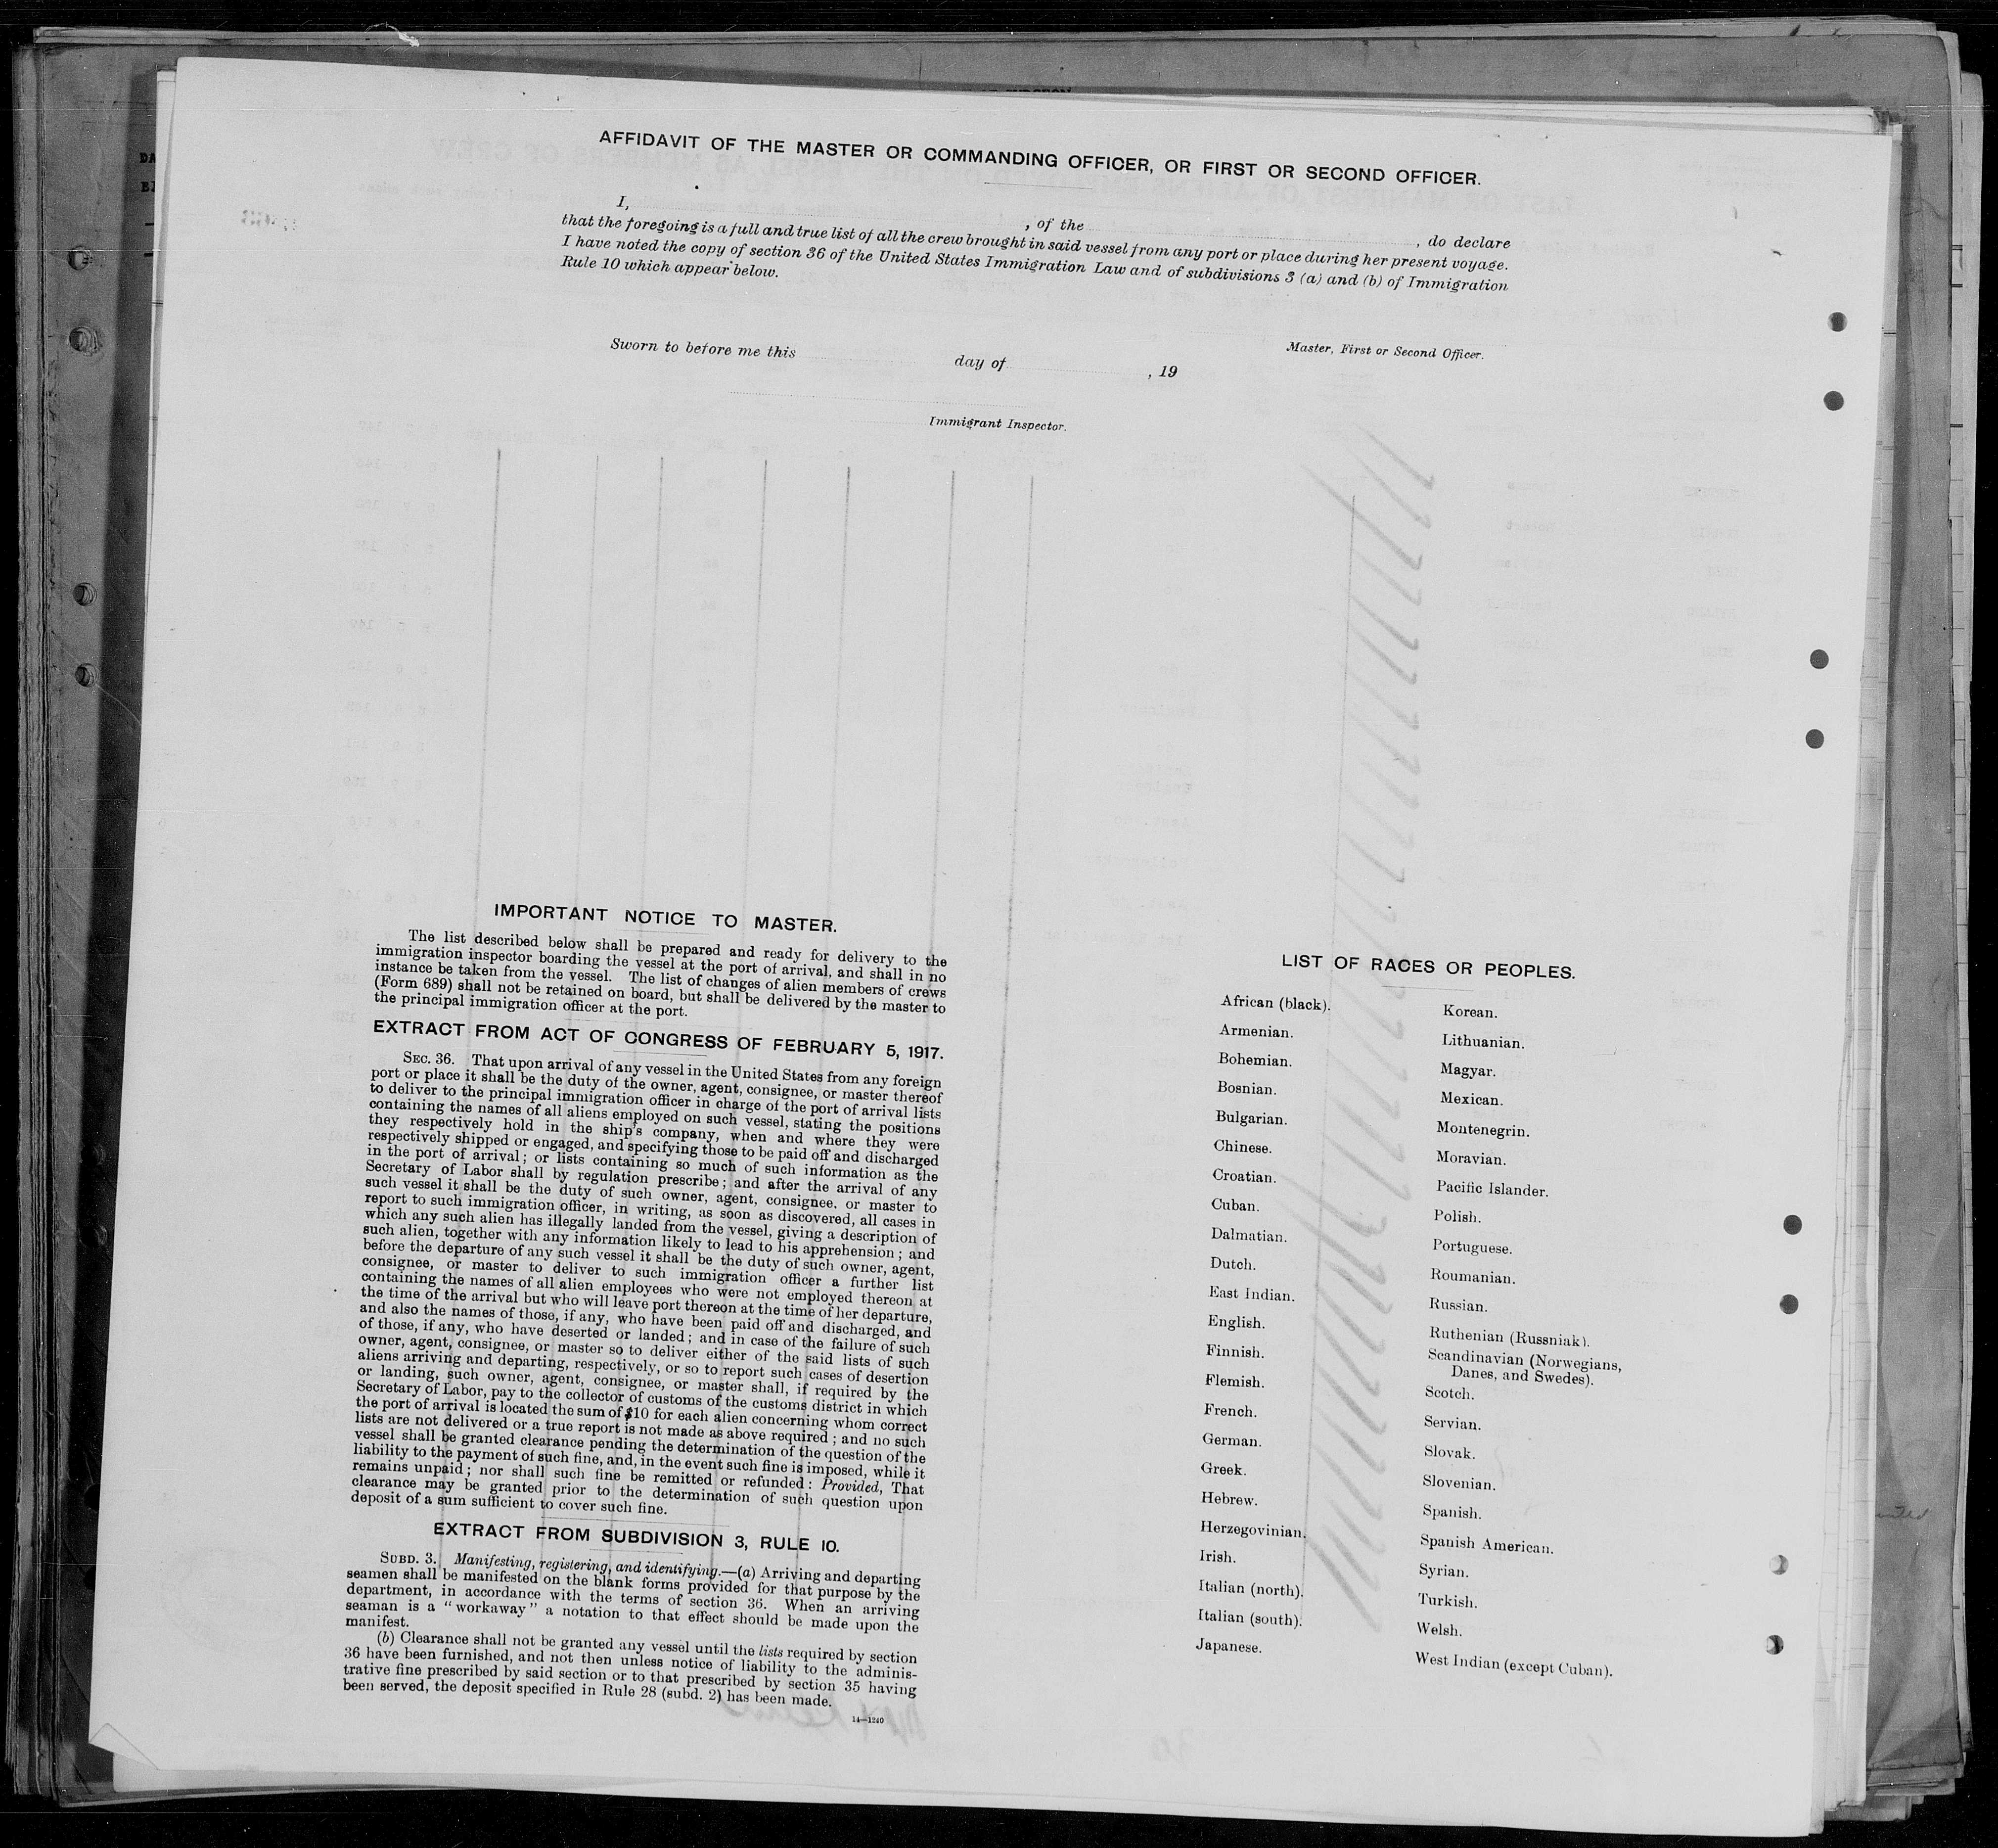 AFFIDAVIT OF THE MASTER OR COMMANDING OFFICER, OR FIRST OR SECOND OFFICER.
I, , of the , do declare
that the foregoing is a full and true list of all the crew brought in said vessel from any port or place during her present voyage.
I have noted the copy of section 36 of the United States Immigration Law and of subdivisions 3 (a) and (b) of Immigration
Rule 10 which appear below.
Master, First or Second Officer.
Sworn to before me this day of , 19
Immigrant Inspector.
IMPORTANT NOTICE TO MASTER.
The list described below shall be prepared and ready for delivery to the
immigration inspector boarding the vessel at the port of arrival, and shall in no
instance be taken from the vessel. The list of changes of alien members of crews
(Form 689) shall not be retained on board, but shall be delivered by the master to
the principal immigration officer at the port.
EXTRACT FROM ACT OF CONGRESS OF FEBRUARY 5, 1917.
SEC. 36. That upon arrival of any vessel in the United States from any foreign
port or place it shall be the duty of the owner, agent, consignee, or master thereof
to deliver to the principal immigration officer in charge of the port of arrival lists
containing the names of all aliens employed on such vessel, stating the positions
they respectively hold in the ship's company, when and where they were
respectively shipped or engaged, and specifying those to be paid off and discharged
in the port of arrival; or lists containing so much of such information as the
Secretary of Labor shall by regulation prescribe; and after the arrival of any
such vessel it shall be the duty of such owner, agent, consignee, or master to
report to such immigration officer, in writing, as soon as discovered, all cases in
which any such alien has illegally landed from the vessel, giving a description of
such alien, together with any information likely to lead to his apprehension; and
before the departure of any such vessel it shall be the duty of such owner, agent,
consignee, or master to deliver to such immigration officer a further list
containing the names of all alien employees who were not employed thereon at
the time of the arrival but who will leave port thereon at the time of her departure,
and also the names of those, if any, who have been paid off and discharged, and
of those, if any, who have deserted or landed; and in case of the failure of such
owner, agent, consignee, or master so to deliver either of the said lists of such
aliens arriving and departing, respectively, or so to report such cases of desertion
or landing, such owner, agent, consignee, or master shall, if required by the
Secretary of Labor, pay to the collector of customs of the customs district in which
the port of arrival is located the sum of $10 for each alien concerning whom correct
lists are not delivered or a true report is not made as above required; and no such
vessel shall be granted clearance pending the determination of the question of the
liability to the payment of such fine, and, in the event such fine is imposed, while it
remains unpaid; nor shall such fine be remitted or refunded: Provided, That
clearance may be granted prior to the determination of such question upon
deposit of a sum sufficient to cover such fine.
EXTRACT FROM SUBDIVISION 3, RULE 10.
SUBD. 3. Manifesting, registering, and identifying.—(a) Arriving and departing
seamen shall be manifested on the blank forms provided for that purpose by the
department, in accordance with the terms of section 36. When an arriving
seaman is a "workaway" a notation to that effect should be made upon the
manifest.
(b) Clearance shall not be granted any vessel until the lists required by section
36 have been furnished, and not then unless notice of liability to the adminis-
trative fine prescribed by said section or to that prescribed by section 35 having
been served, the deposit specified in Rule 28 (subd. 2) has been made.
14—1240
LIST OF RACES OR PEOPLES.
African (black).
Armenian.
Bohemian.
Bosnian.
Bulgarian.
Chinese.
Croatian.
Cuban.
Dalmatian.
Dutch.
East Indian.
English.
Finnish.
Flemish.
French.
German.
Greek.
Hebrew.
Herzegovinian.
Irish.
Italian (north).
Italian (south).
Japanese.
Korean.
Lithuanian.
Magyar.
Mexican.
Montenegrin.
Moravian.
Pacific Islander.
Polish.
Portuguese.
Roumanian.
Russian.
Ruthenian (Russniak).
Scandinavian (Norwegians,
Danes, and Swedes).
Scotch.
Servian.
Slovak.
Slovenian.
Spanish.
Spanish American.
Syrian.
Turkish.
Welsh.
West Indian (except Cuban).